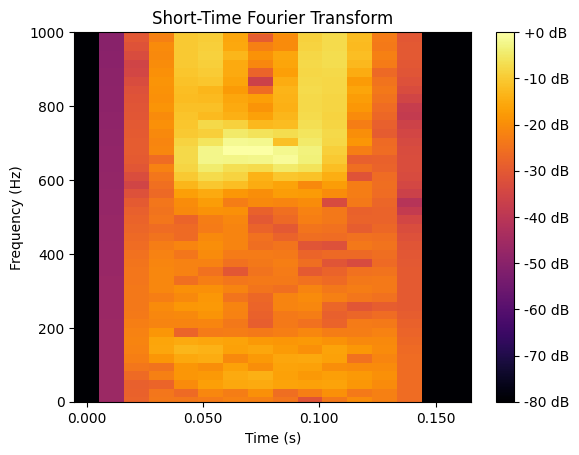 Short-Time Fourier Transform
1000
800
600
400
200
0
Frequency (Hz)
0.000
0.050
0.100
0.150
Time (s)
+0 dB
-10 dB
-20 dB
-30 dB
-40 dB
-50 dB
-60 dB
-70 dB
-80 dB